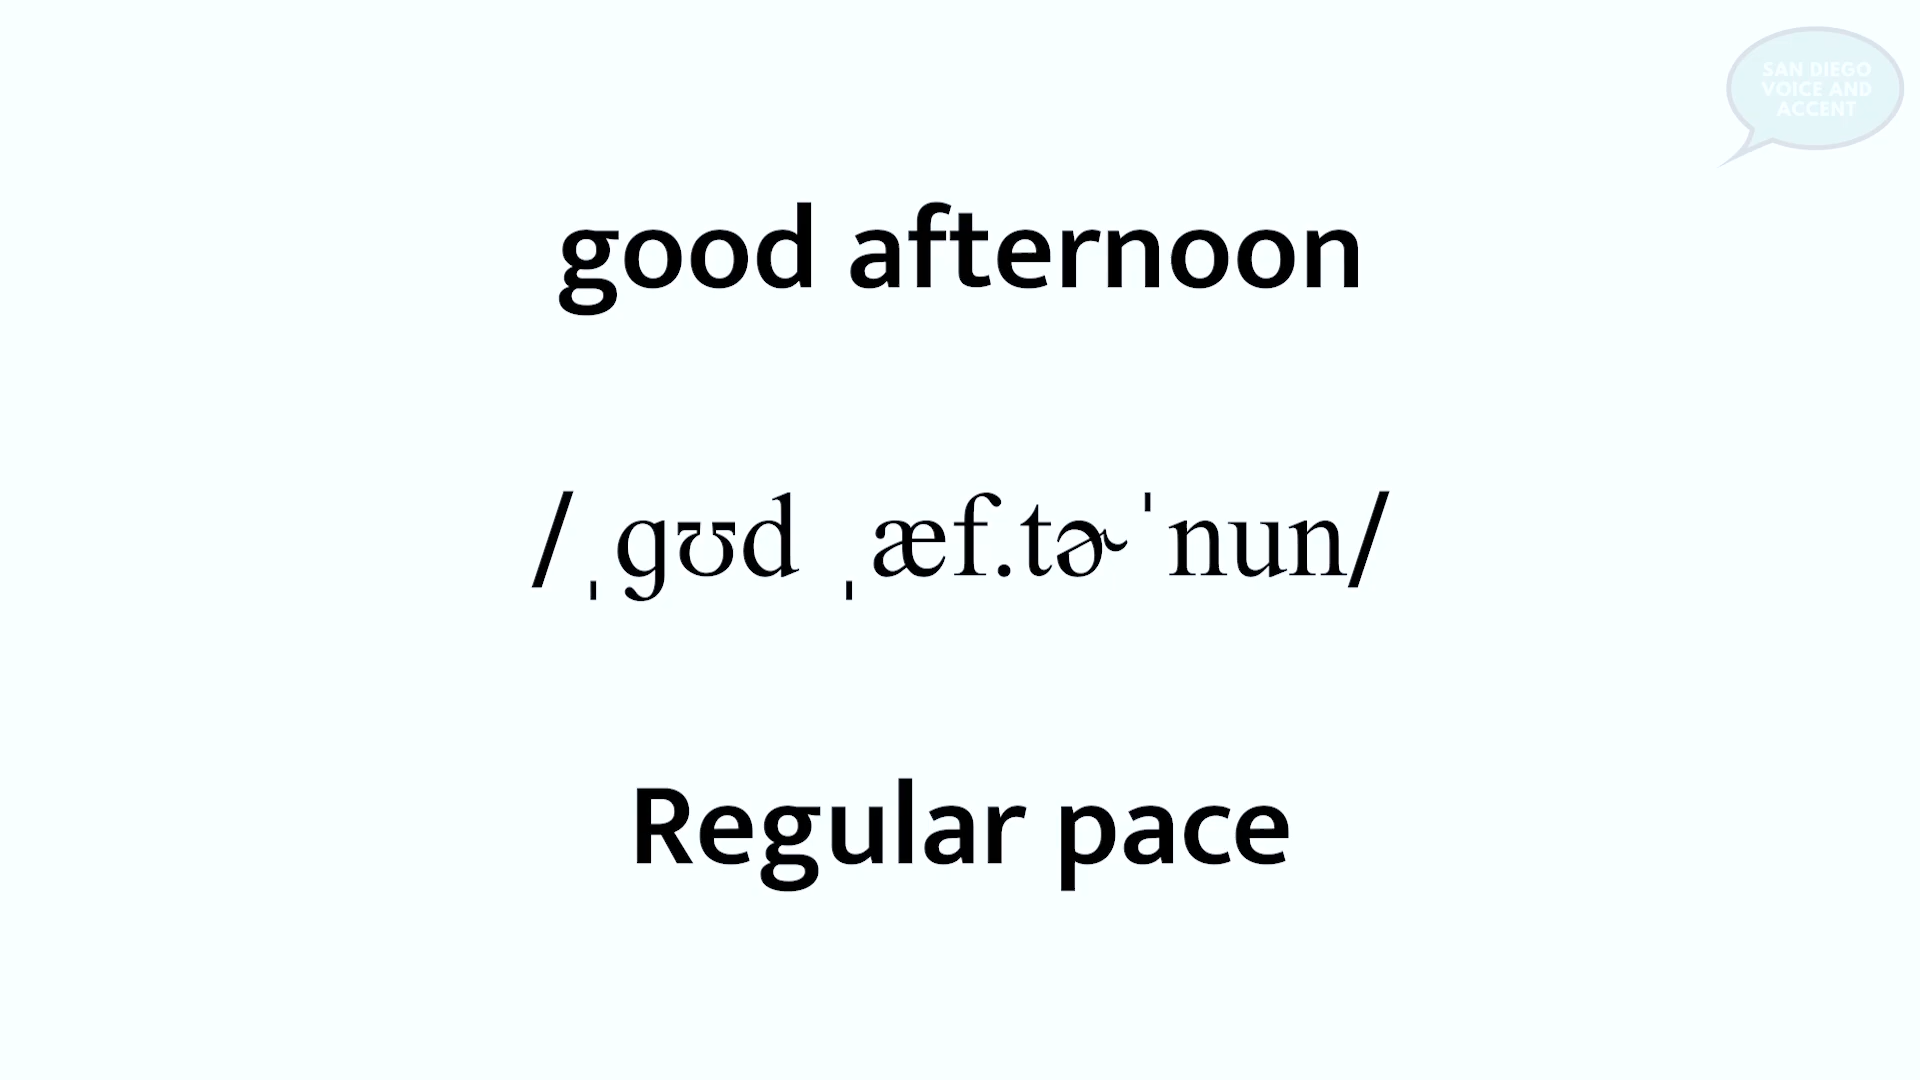 SAN DIEGO
VOICE AND
ACCENT
good afternoon
/ˌɡʊd ˌæf.tɚˈnun/
Regular pace